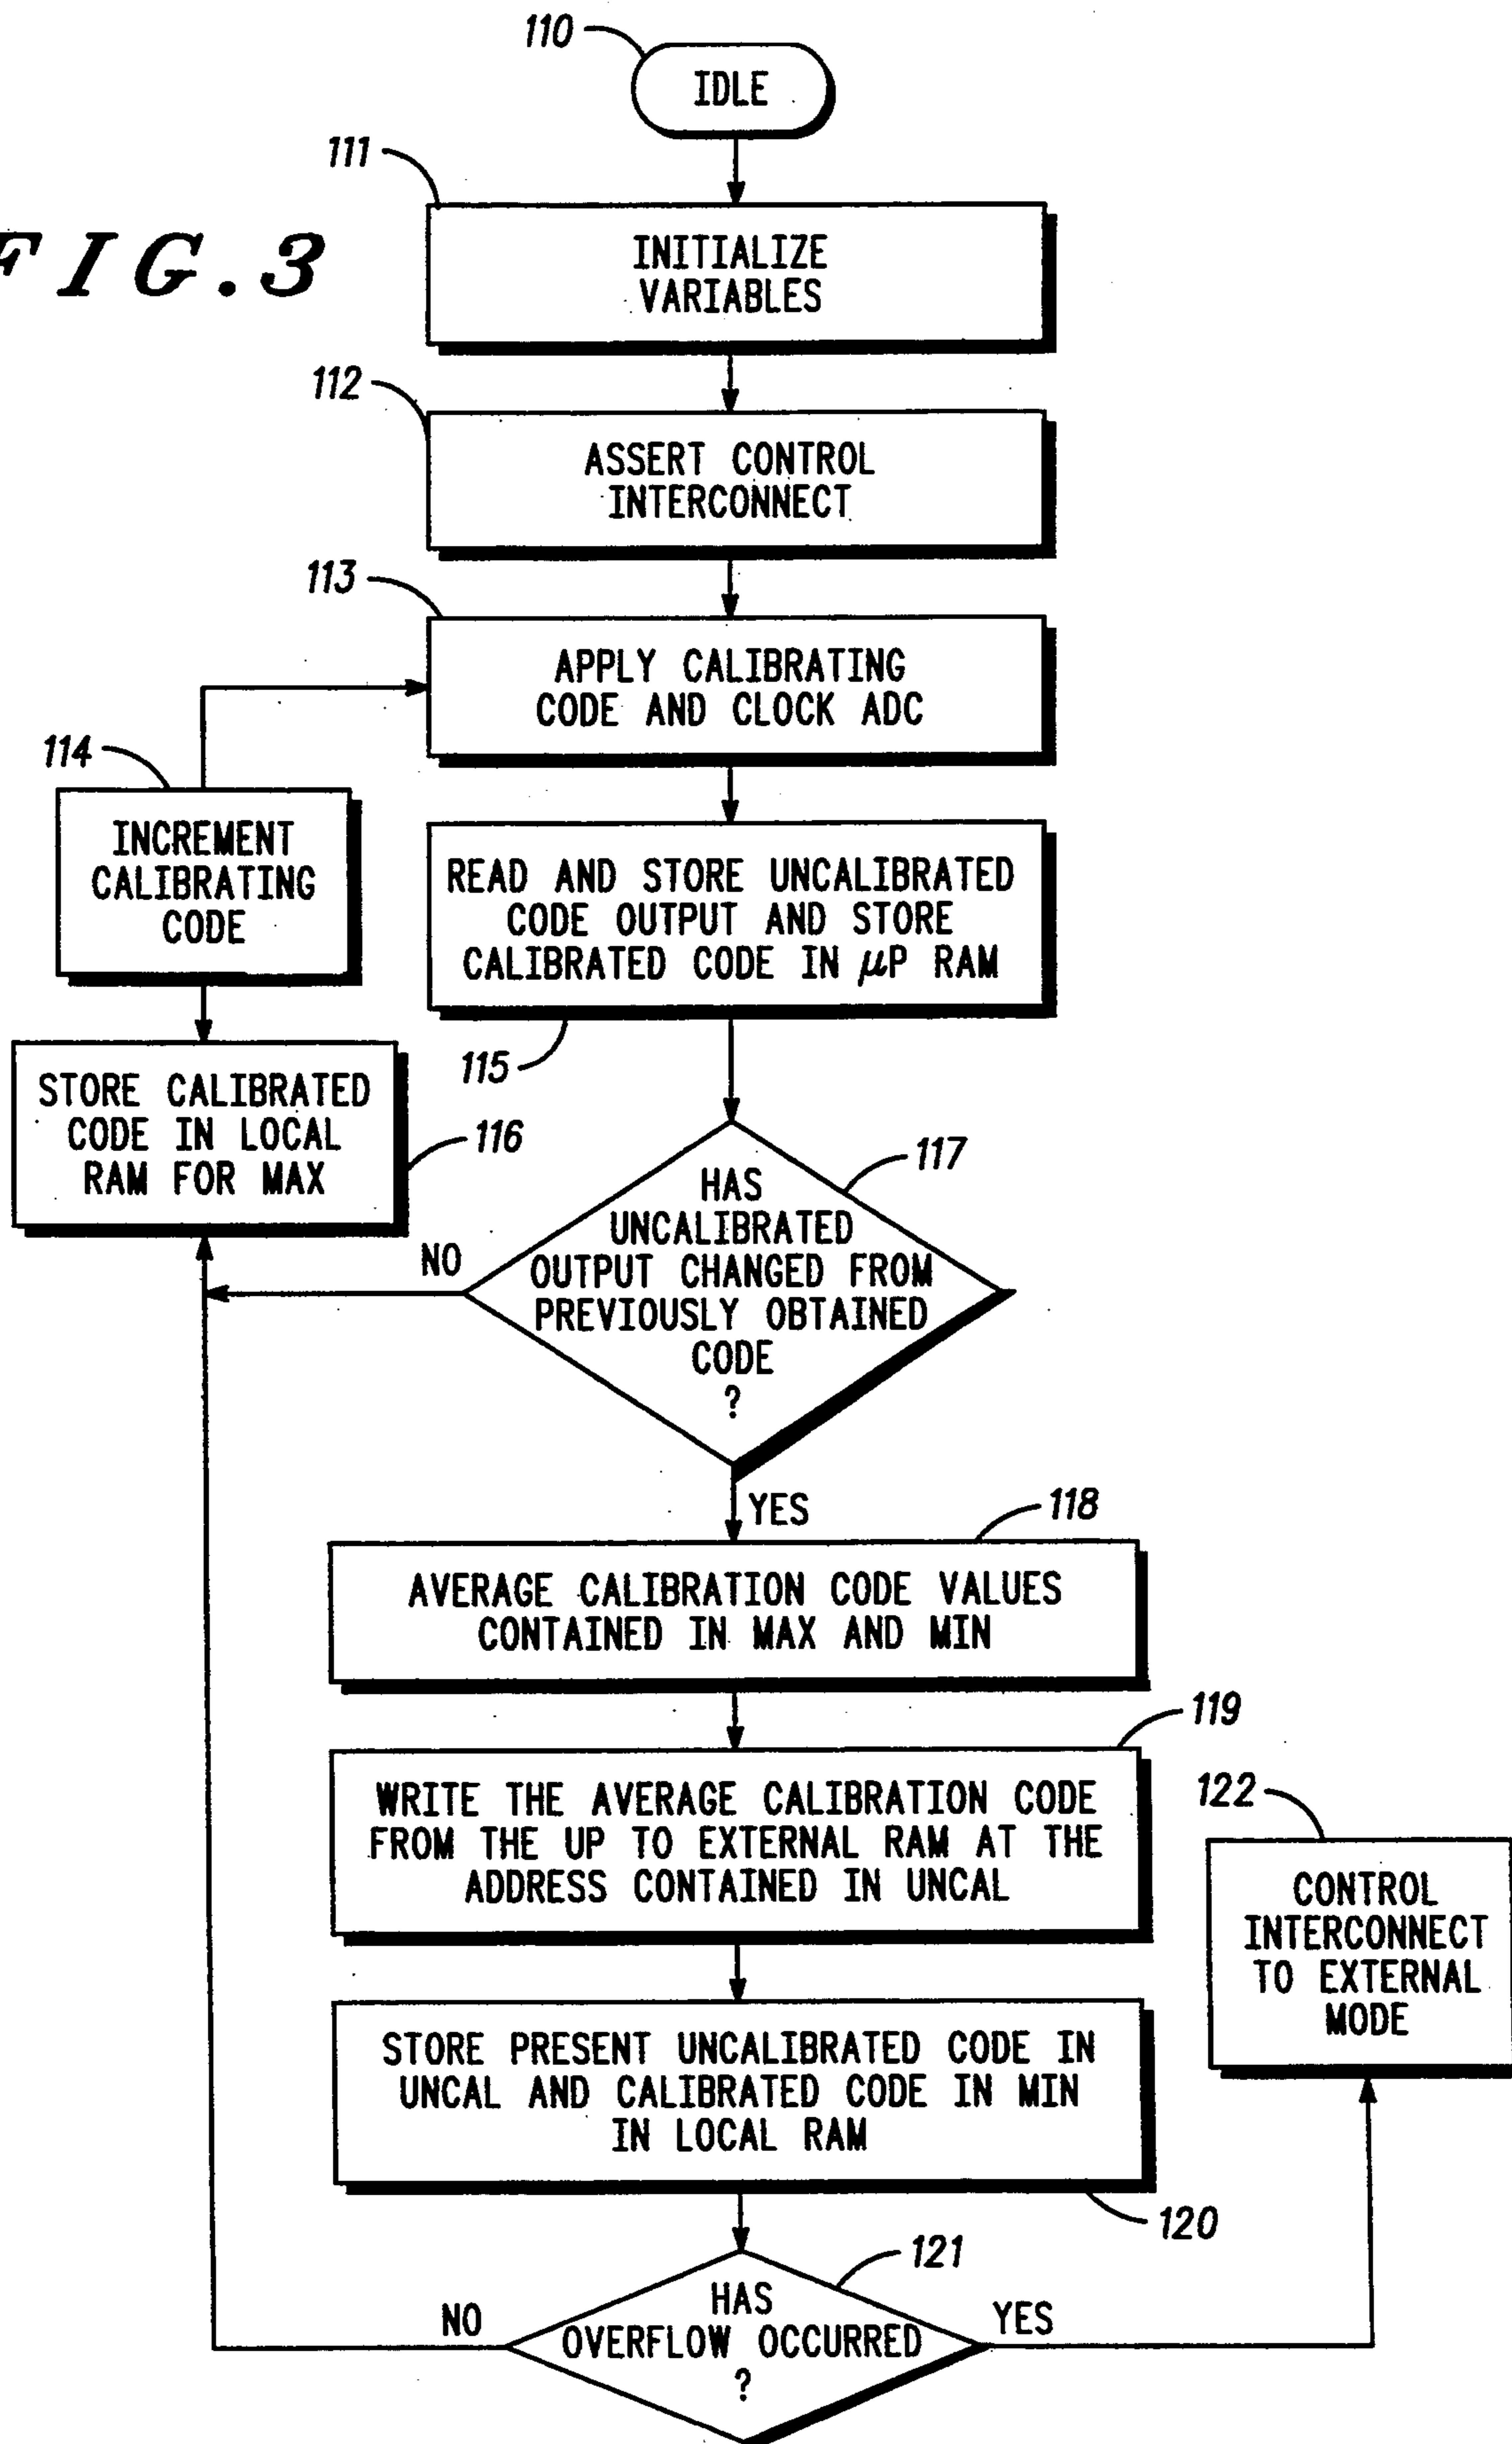 110
IDLE
111
FIG.3
INITIALIZE
VARIABLES
112
ASSERT CONTROL
INTERCONNECT
113
APPLY CALIBRATING
CODE AND CLOCK ADC
114
INCREMENT
CALIBRATING
CODE
READ AND STORE UNCALIBRATED
CODE OUTPUT AND STORE
CALIBRATED CODE IN µP RAM
115
STORE CALIBRATED
CODE IN LOCAL
RAM FOR MAX
116
117
HAS
UNCALIBRATED
OUTPUT CHANGED FROM
PREVIOUSLY OBTAINED
CODE
?
NO
YES
118
AVERAGE CALIBRATION CODE VALUES
CONTAINED IN MAX AND MIN
119
WRITE THE AVERAGE CALIBRATION CODE
FROM THE UP TO EXTERNAL RAM AT THE
ADDRESS CONTAINED IN UNCAL
122
CONTROL
INTERCONNECT
TO EXTERNAL
MODE
STORE PRESENT UNCALIBRATED CODE IN
UNCAL AND CALIBRATED CODE IN MIN
IN LOCAL RAM
120
121
HAS
OVERFLOW OCCURRED
?
NO
YES